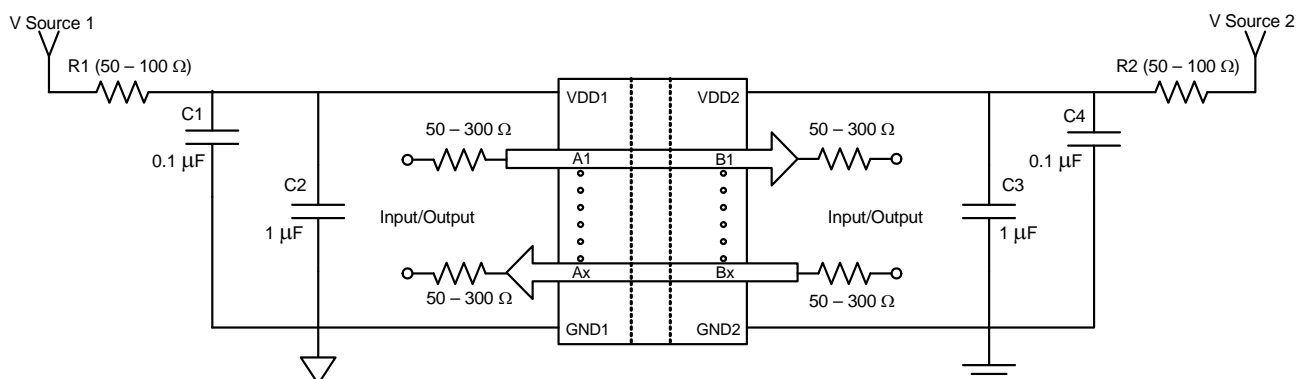 V Source 1
V Source 2
R1 (50 – 100 Ω)
R2 (50 – 100 Ω)
VDD1
VDD2
C1
C4
50 – 300 Ω
50 – 300 Ω
0.1 μF
0.1 μF
A1
B1
C2
C3
Input/Output
Input/Output
1 μF
1 μF
Ax
Bx
50 – 300 Ω
50 – 300 Ω
GND1
GND2